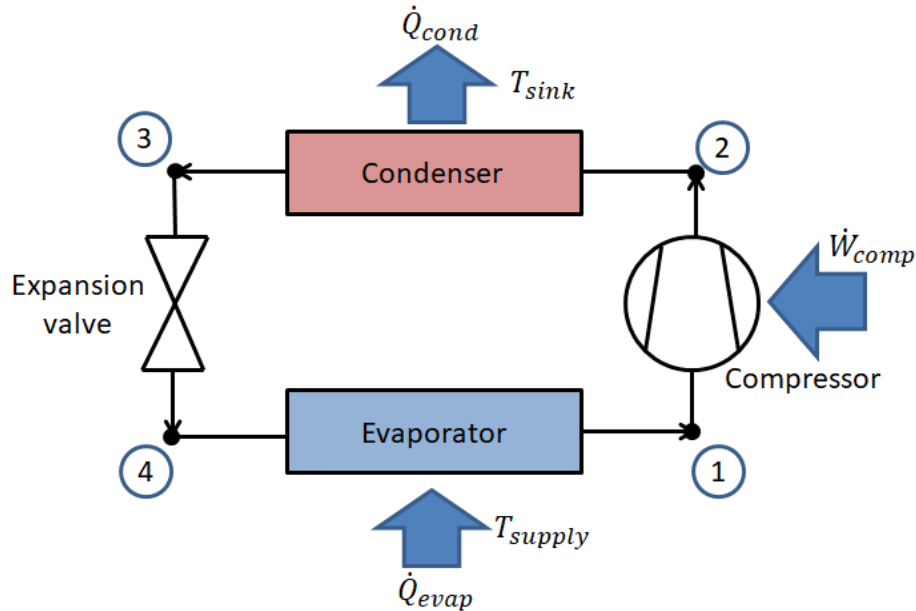 Q̇cond
Tsink
3
2
Condenser
Ẇcomp
Expansion
valve
Compressor
Evaporator
4
1
Tsupply
Q̇evap